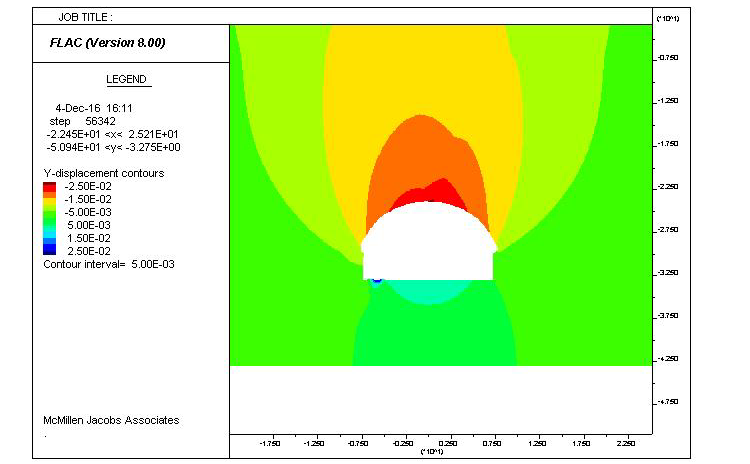 JOB TITLE :
FLAC (Version 8.00)
LEGEND
4-Dec-16 16:11
step 56342
-2.245E+01 <x< 2.521E+01
-5.094E+01 <y< -3.275E+00
Y-displacement contours
-2.50E-02
-1.50E-02
-5.00E-03
5.00E-03
1.50E-02
2.50E-02
Contour interval= 5.00E-03
McMillen Jacobs Associates
(*10^1)
-0.750
-1.250
-1.750
-2.250
-2.750
-3.250
-3.750
-4.250
-4.750
-1.750 -1.250 -0.750 -0.250 0.250 0.750 1.250 1.750 2.250
(*10^1)